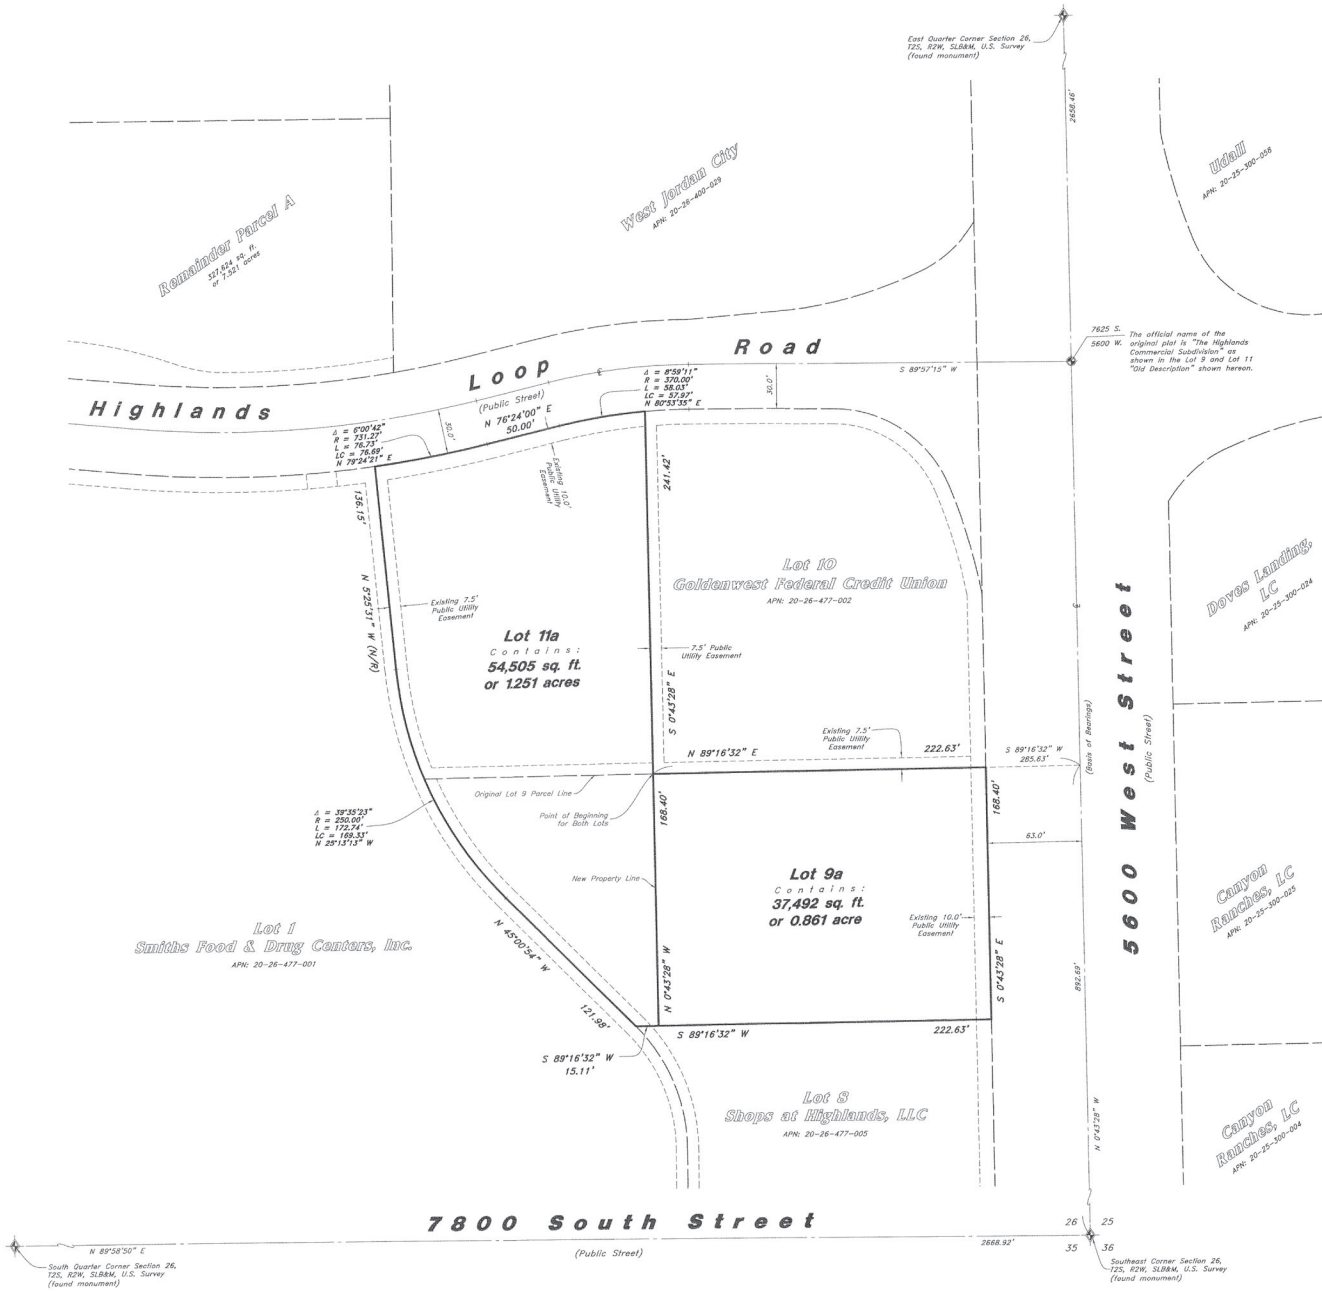 East Quarter Corner Section 26,
T2S, R2W, SLB&M, U.S. Survey
(found monument)
2658.46'
Udall
APN: 20-25-300-058
West Jordan City
APN: 20-26-400-029
Remainder Parcel A
327,624 sq. ft.
or 7.521 acres
7625 S.
5600 W.
The official name of the
original plat is "The Highlands
Commercial Subdivision" as
shown in the Lot 9 and Lot 11
"Old Description" shown hereon.
Highlands Loop Road
(Public Street)
S 89°57'15" W
30.0'
Δ = 8°59'11"
R = 370.00'
L = 58.03'
LC = 57.97'
N 80°53'35" E
N 76°24'00" E
50.00'
Δ = 6°00'42"
R = 731.27'
L = 76.73'
LC = 76.69'
N 79°24'21" E
Existing 10.0'
Public Utility
Easement
136.15'
N 5°25'31" W (N/R)
241.42'
S 0°43'28" E
Existing 7.5'
Public Utility
Easement
Lot 11a
Contains:
54,505 sq. ft.
or 1.251 acres
7.5' Public
Utility Easement
Lot 10
Goldenwest Federal Credit Union
APN: 20-26-477-002
Doves Landing,
LC
APN: 20-25-300-024
5600 West Street
(Public Street)
(Basis of Bearings)
Existing 7.5'
Public Utility
Easement
N 89°16'32" E
222.63'
S 89°16'32" W
285.63'
Original Lot 9 Parcel Line
Point of Beginning
for Both Lots
Δ = 39°35'23"
R = 250.00'
L = 172.74'
LC = 169.33'
N 25°13'13" W
168.40'
168.40'
63.0'
New Property Line
Lot 9a
Contains:
37,492 sq. ft.
or 0.861 acre
Existing 10.0'
Public Utility
Easement
Canyon
Ranches, LC
APN: 20-25-300-025
Lot 1
Smiths Food & Drug Centers, Inc.
APN: 20-26-477-001
N 45°00'54" W
121.98'
N 0°43'28" W
S 0°43'28" E
892.69'
S 89°16'32" W
222.63'
S 89°16'32" W
15.11'
Lot 8
Shops at Highlands, LLC
APN: 20-26-477-005
N 0°43'28" W
Canyon
Ranches, LC
APN: 20-25-300-004
7800 South Street
(Public Street)
N 89°58'50" E
2668.92'
26 25
35 36
South Quarter Corner Section 26,
T2S, R2W, SLB&M, U.S. Survey
(found monument)
Southeast Corner Section 26,
T2S, R2W, SLB&M, U.S. Survey
(found monument)